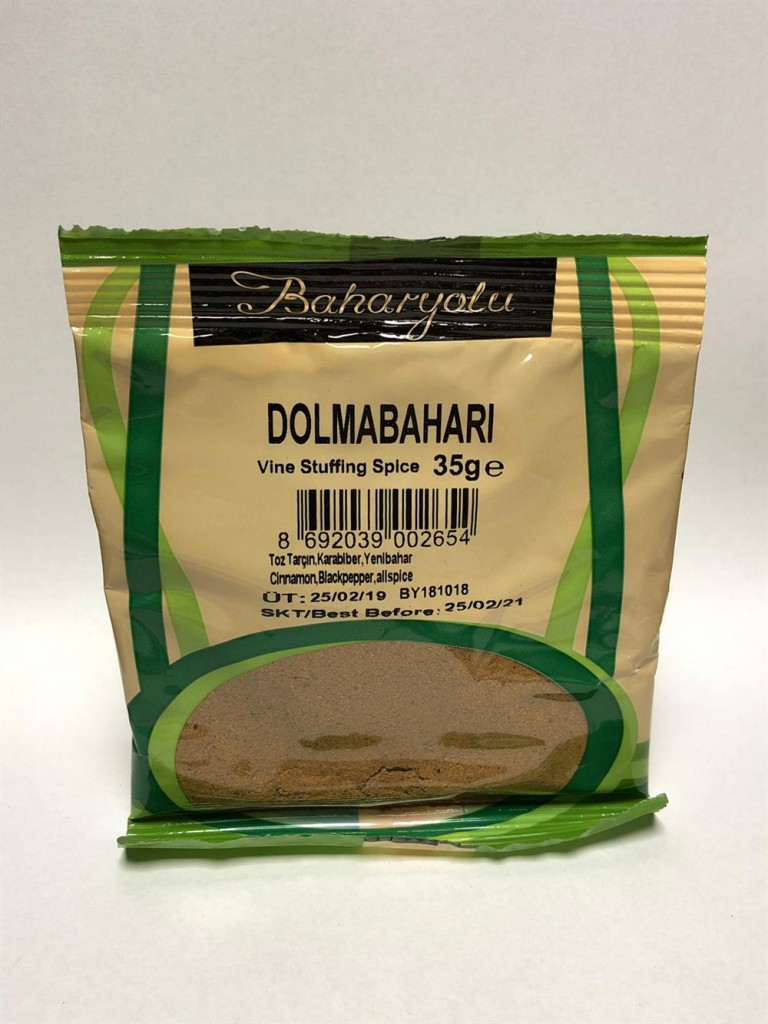 Baharyolu
DOLMABAHARI
Vine Stuffing Spice 35g℮
8 692039 002654
Toz Tarçın,Karabiber,Yenibahar
Cinnamon,Blackpepper,allspice
ÜT: 25/02/19 BY181018
SKT/Best Before: 25/02/21